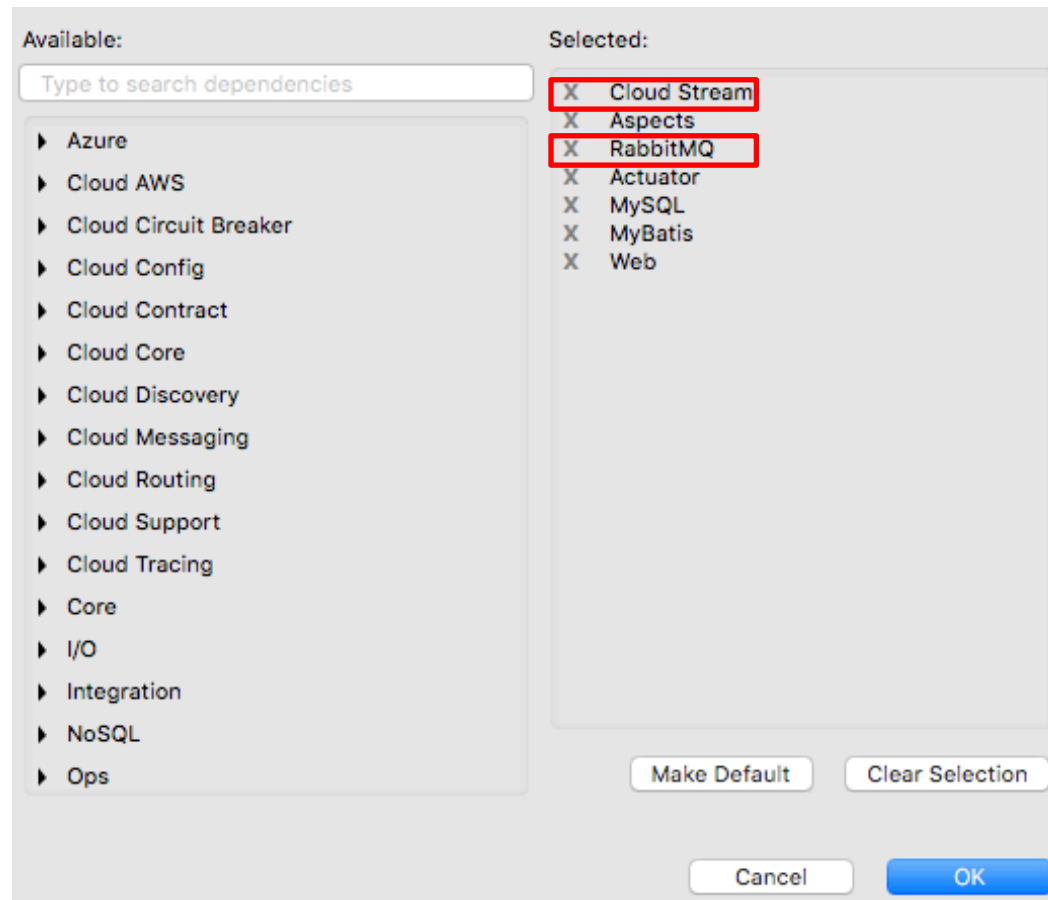 Available:
Type to search dependencies
Azure
Cloud AWS
Cloud Circuit Breaker
Cloud Config
Cloud Contract
Cloud Core
Cloud Discovery
Cloud Messaging
Cloud Routing
Cloud Support
Cloud Tracing
Core
I/O
Integration
NoSQL
Ops
Selected:
X Cloud Stream
X Aspects
X RabbitMQ
X Actuator
X MySQL
X MyBatis
X Web
Make Default
Clear Selection
Cancel
OK